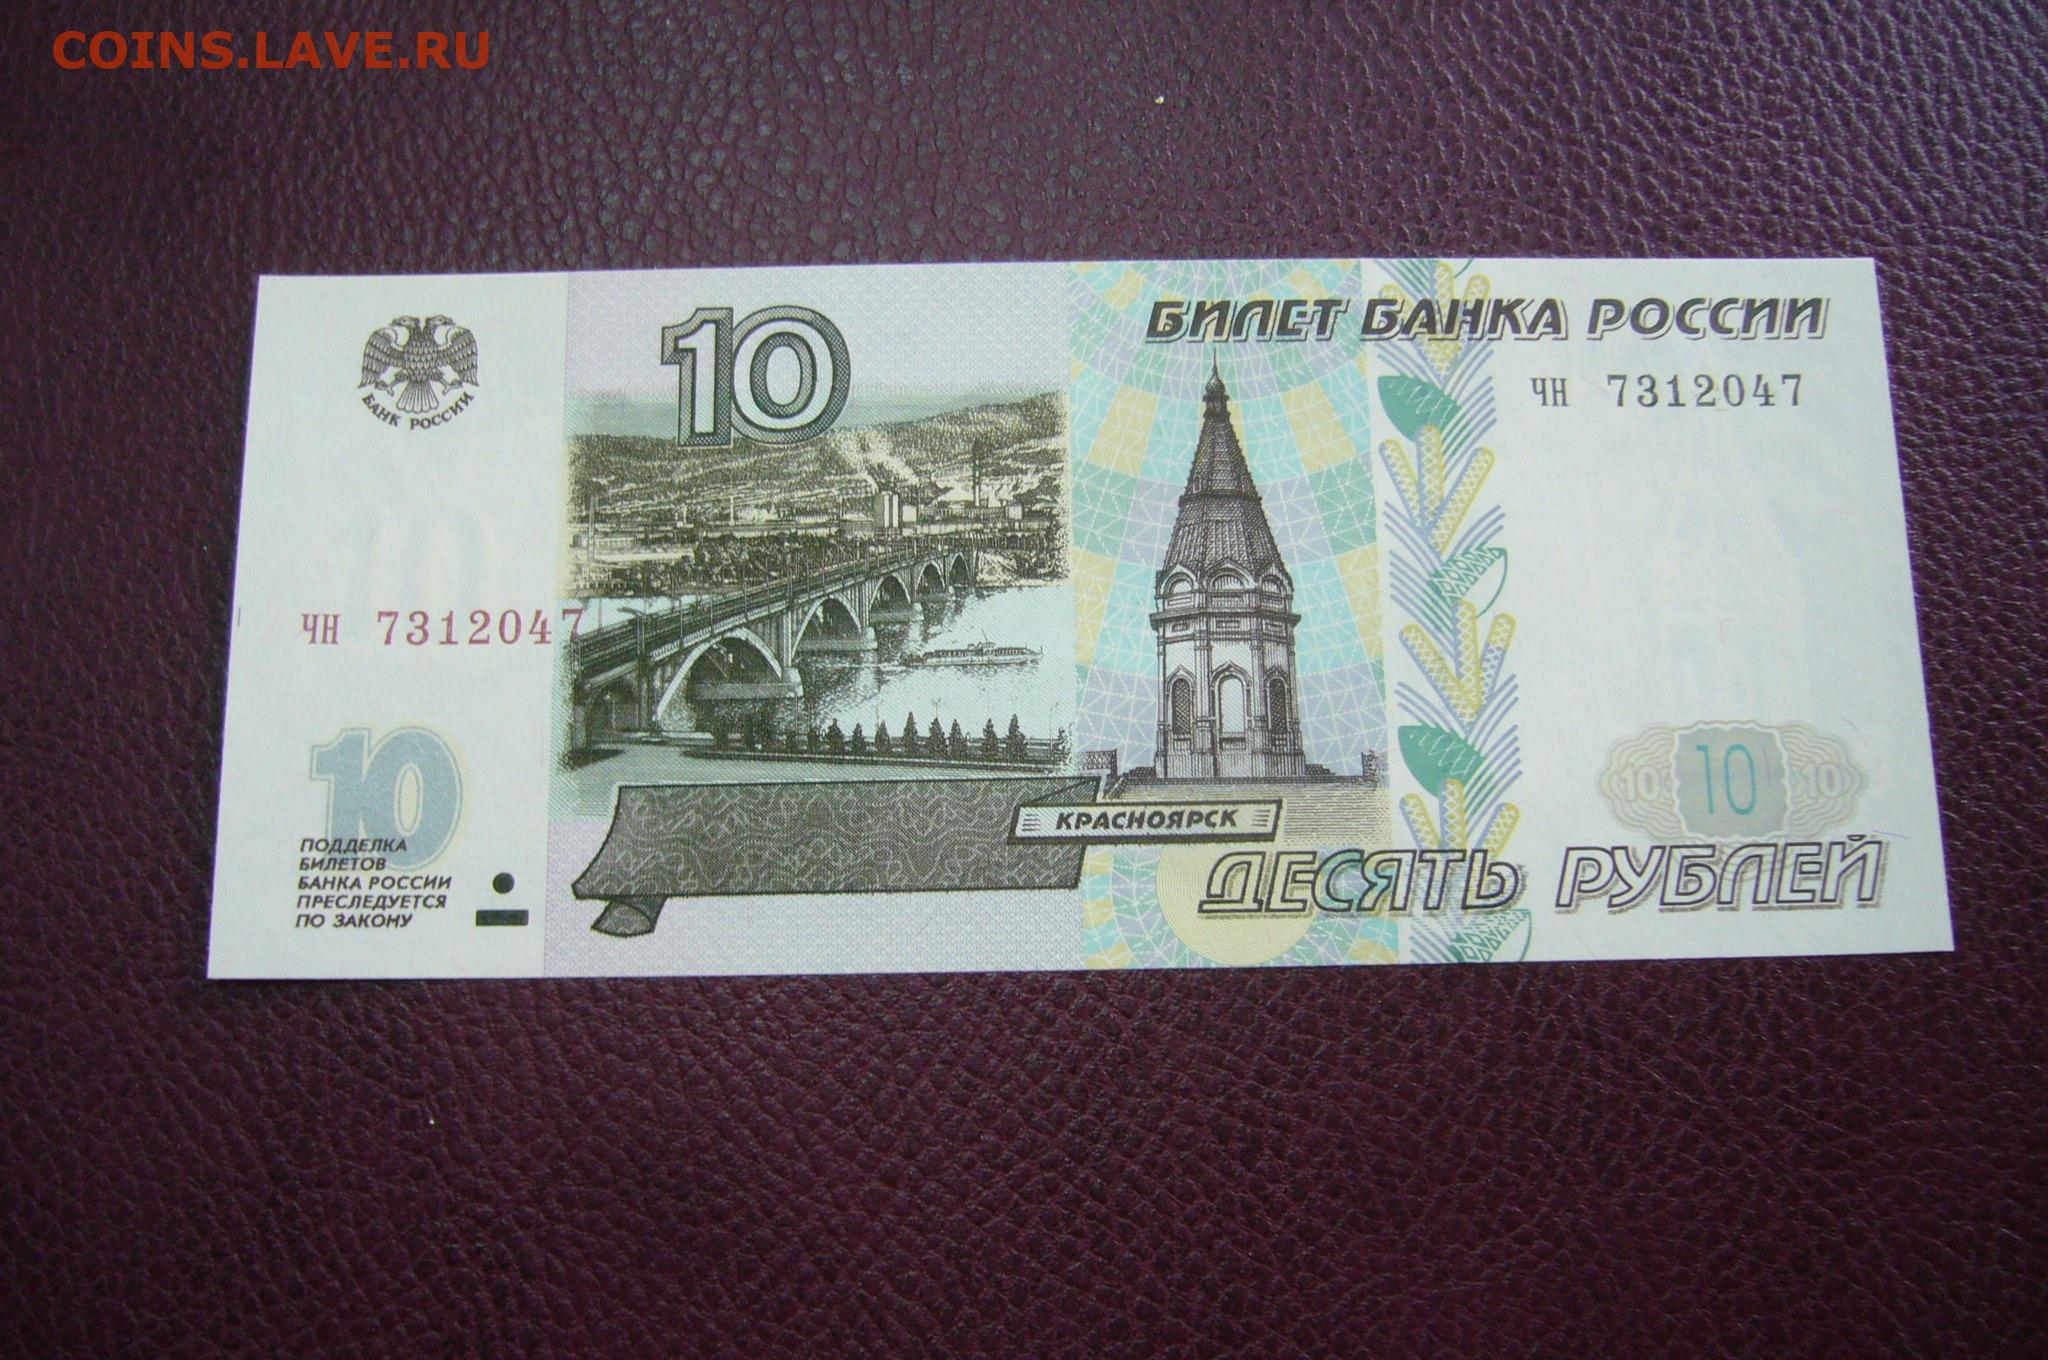 COINS.LAVE.RU
БАНК РОССИИ
10
БИЛЕТ БАНКА РОССИИ
чн 7312047
чн 7312047
10
ПОДДЕЛКА
БИЛЕТОВ
БАНКА РОССИИ
ПРЕСЛЕДУЕТСЯ
ПО ЗАКОНУ
КРАСНОЯРСК
10 10 10
ДЕСЯТЬ РУБЛЕЙ